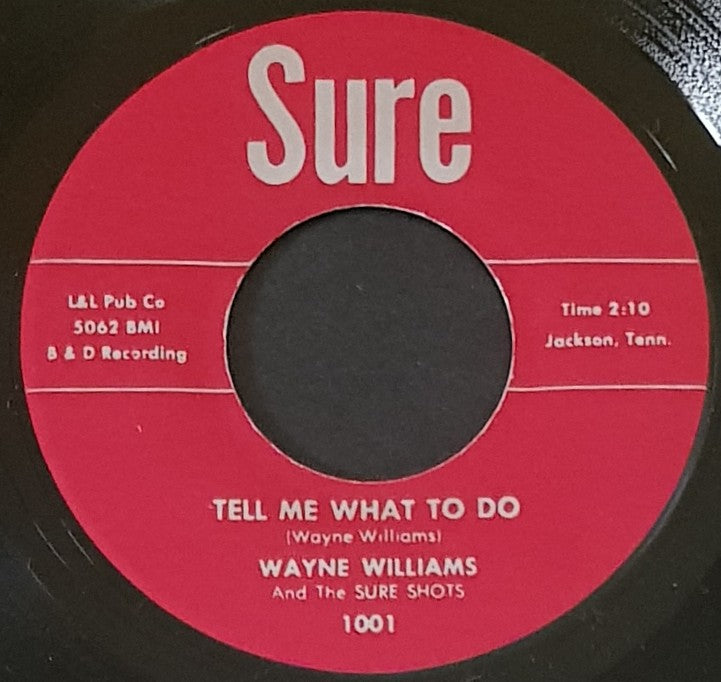 Sure
L&L Pub Co
5062 BMI
B & D Recording
Time 2:10
Jackson, Tenn.
TELL ME WHAT TO DO
(Wayne Williams)
WAYNE WILLIAMS
And The SURE SHOTS
1001